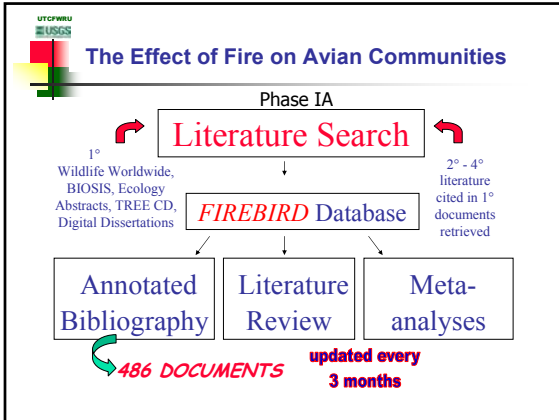 UTCFWRU
USGS
The Effect of Fire on Avian Communities
Phase IA
Literature Search
1°
Wildlife Worldwide,
BIOSIS, Ecology
Abstracts, TREE CD,
Digital Dissertations
2° - 4°
literature
cited in 1°
documents
retrieved
FIREBIRD Database
Annotated
Bibliography
Literature
Review
Meta-
analyses
486 DOCUMENTS
updated every
3 months